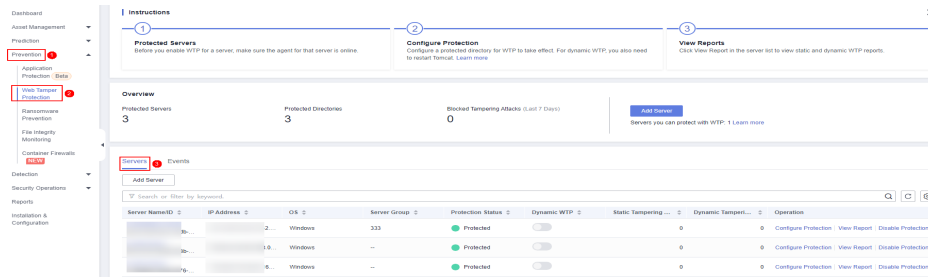 Dashboard
Asset Management
Prediction
Prevention 1
Application
Protection Beta
Web Tamper
Protection 2
Ransomware
Prevention
File Integrity
Monitoring
Container Firewalls
NEW
Detection
Security Operations
Reports
Installation &
Configuration
Instructions
1
Protected Servers
Before you enable WTP for a server, make sure the agent for that server is online.
2
Configure Protection
Configure a protected directory for WTP to take effect. For dynamic WTP, you also need
to restart Tomcat. Learn more
3
View Reports
Click View Report in the server list to view static and dynamic WTP reports.
Overview
Protected Servers
3
Protected Directories
3
Blocked Tampering Attacks (Last 7 Days)
0
Add Server
Servers you can protect with WTP: 1 Learn more
Servers 3 Events
Add Server
Search or filter by keyword.
Server Name/ID IP Address OS Server Group Protection Status Dynamic WTP Static Tampering ... Dynamic Tamperi... Operation
Windows 333 Protected 0 0 Configure Protection View Report Disable Protection
Windows -- Protected 0 0 Configure Protection View Report Disable Protection
Windows -- Protected 0 0 Configure Protection View Report Disable Protection